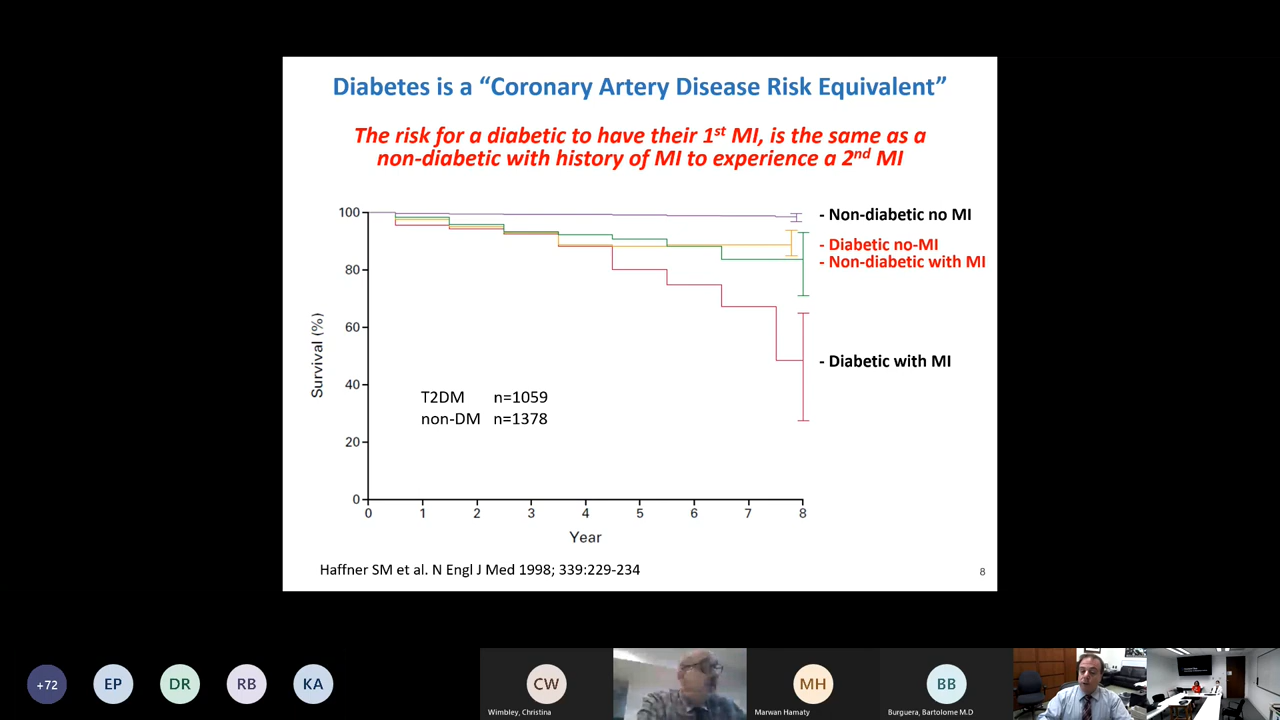 Diabetes is a “Coronary Artery Disease Risk Equivalent”
The risk for a diabetic to have their 1st MI, is the same as a
non-diabetic with history of MI to experience a 2nd MI
100
80
60
40
20
0
Survival (%)
- Non-diabetic no MI
- Diabetic no-MI
- Non-diabetic with MI
- Diabetic with MI
T2DM n=1059
non-DM n=1378
0 1 2 3 4 5 6 7 8
Year
Haffner SM et al. N Engl J Med 1998; 339:229-234
8
+72 EP DR RB KA CW MH BB
Wimbley, Christina
Marwan Hamaty
Burguera, Bartolome M.D